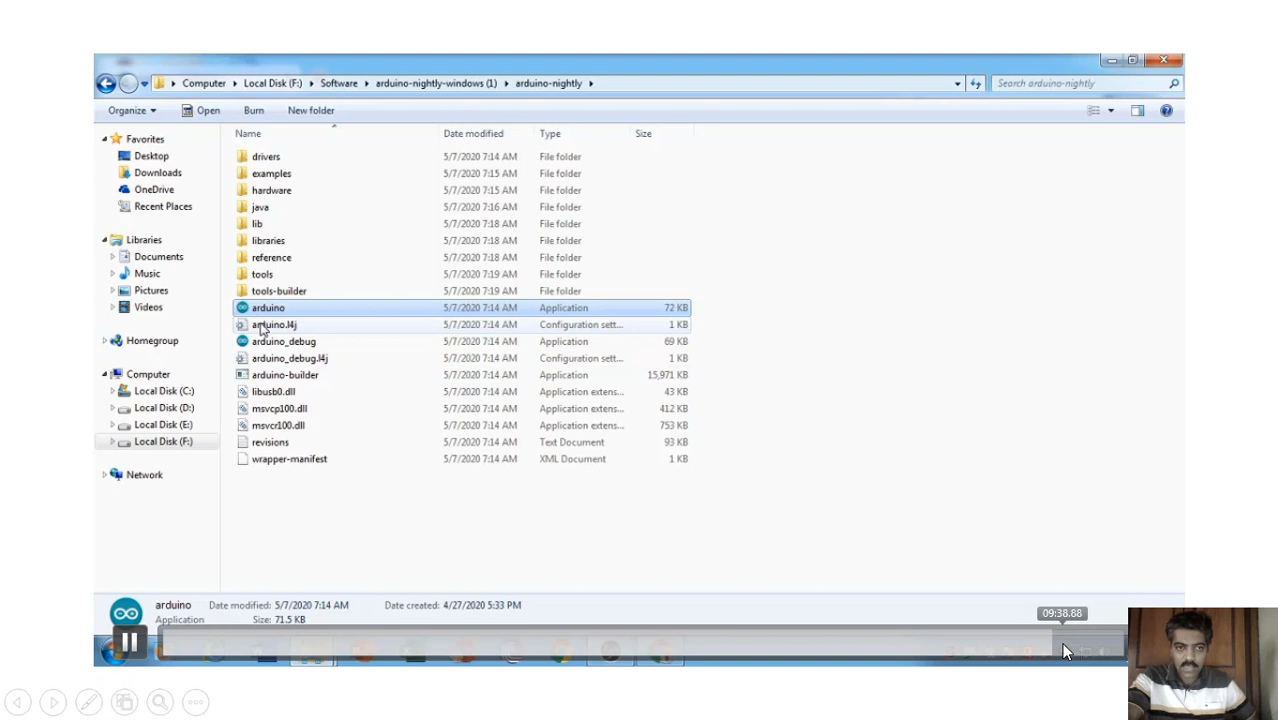 Computer Local Disk (F:) Software arduino-nightly-windows (1) arduino-nightly
Search arduino-nightly
Organize Open Burn New folder
Name Date modified Type Size
Favorites
Desktop
Downloads
OneDrive
Recent Places
Libraries
Documents
Music
Pictures
Videos
Homegroup
Computer
Local Disk (C:)
Local Disk (D:)
Local Disk (E:)
Local Disk (F:)
Network
drivers 5/7/2020 7:14 AM File folder
examples 5/7/2020 7:15 AM File folder
hardware 5/7/2020 7:15 AM File folder
java 5/7/2020 7:16 AM File folder
lib 5/7/2020 7:18 AM File folder
libraries 5/7/2020 7:18 AM File folder
reference 5/7/2020 7:18 AM File folder
tools 5/7/2020 7:19 AM File folder
tools-builder 5/7/2020 7:19 AM File folder
arduino 5/7/2020 7:14 AM Application 72 KB
arduino.l4j 5/7/2020 7:14 AM Configuration sett... 1 KB
arduino_debug 5/7/2020 7:14 AM Application 69 KB
arduino_debug.l4j 5/7/2020 7:14 AM Configuration sett... 1 KB
arduino-builder 5/7/2020 7:14 AM Application 15,971 KB
libusb0.dll 5/7/2020 7:14 AM Application extens... 43 KB
msvcp100.dll 5/7/2020 7:14 AM Application extens... 412 KB
msvcr100.dll 5/7/2020 7:14 AM Application extens... 753 KB
revisions 5/7/2020 7:14 AM Text Document 93 KB
wrapper-manifest 5/7/2020 7:14 AM XML Document 1 KB
arduino Date modified: 5/7/2020 7:14 AM Date created: 4/27/2020 5:33 PM
Application Size: 71.5 KB
09:38.88